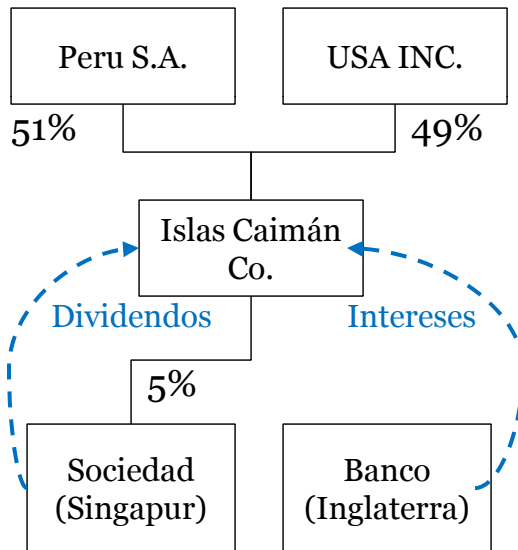 Peru S.A.
USA INC.
51%
49%
Islas Caimán
Co.
Dividendos
Intereses
5%
Sociedad
(Singapur)
Banco
(Inglaterra)